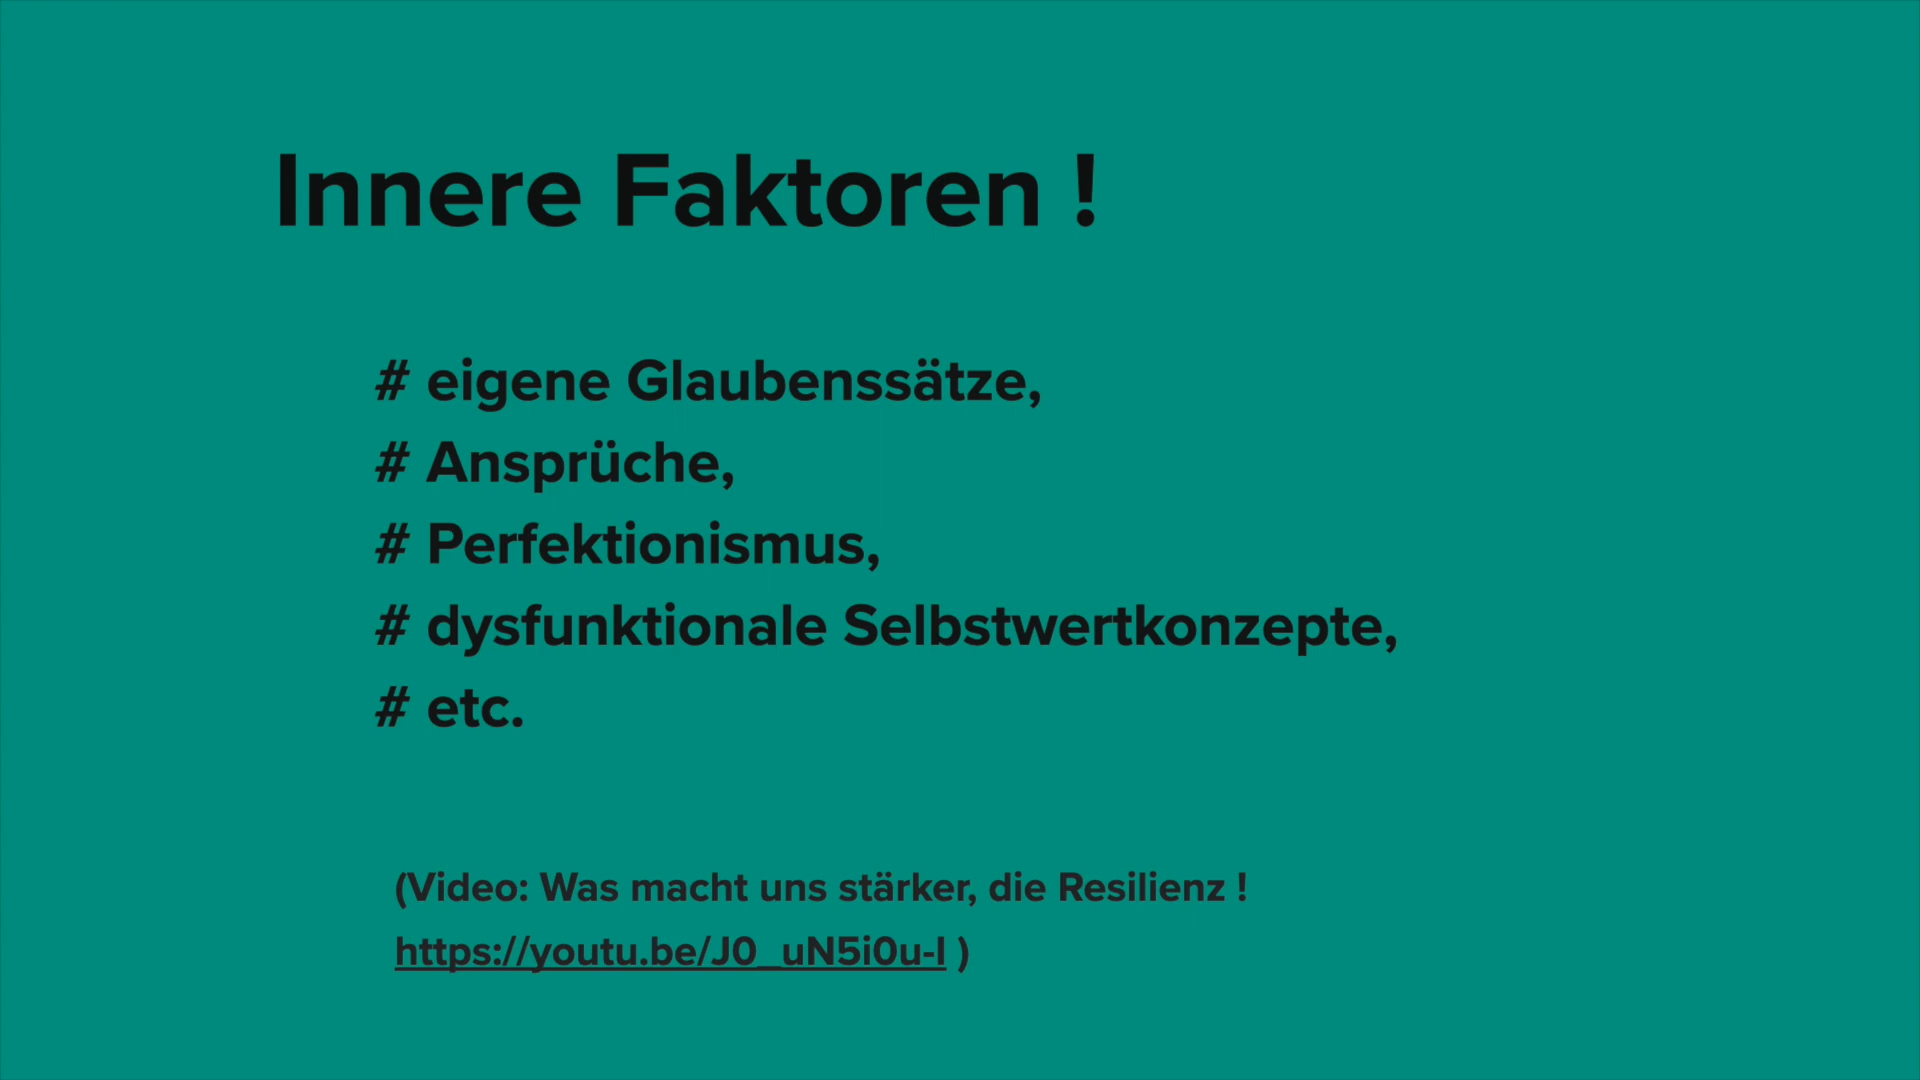 Innere Faktoren !
# eigene Glaubenssätze,
# Ansprüche,
# Perfektionismus,
# dysfunktionale Selbstwertkonzepte,
# etc.
(Video: Was macht uns stärker, die Resilienz !
https://youtu.be/J0_uN5i0u-I )